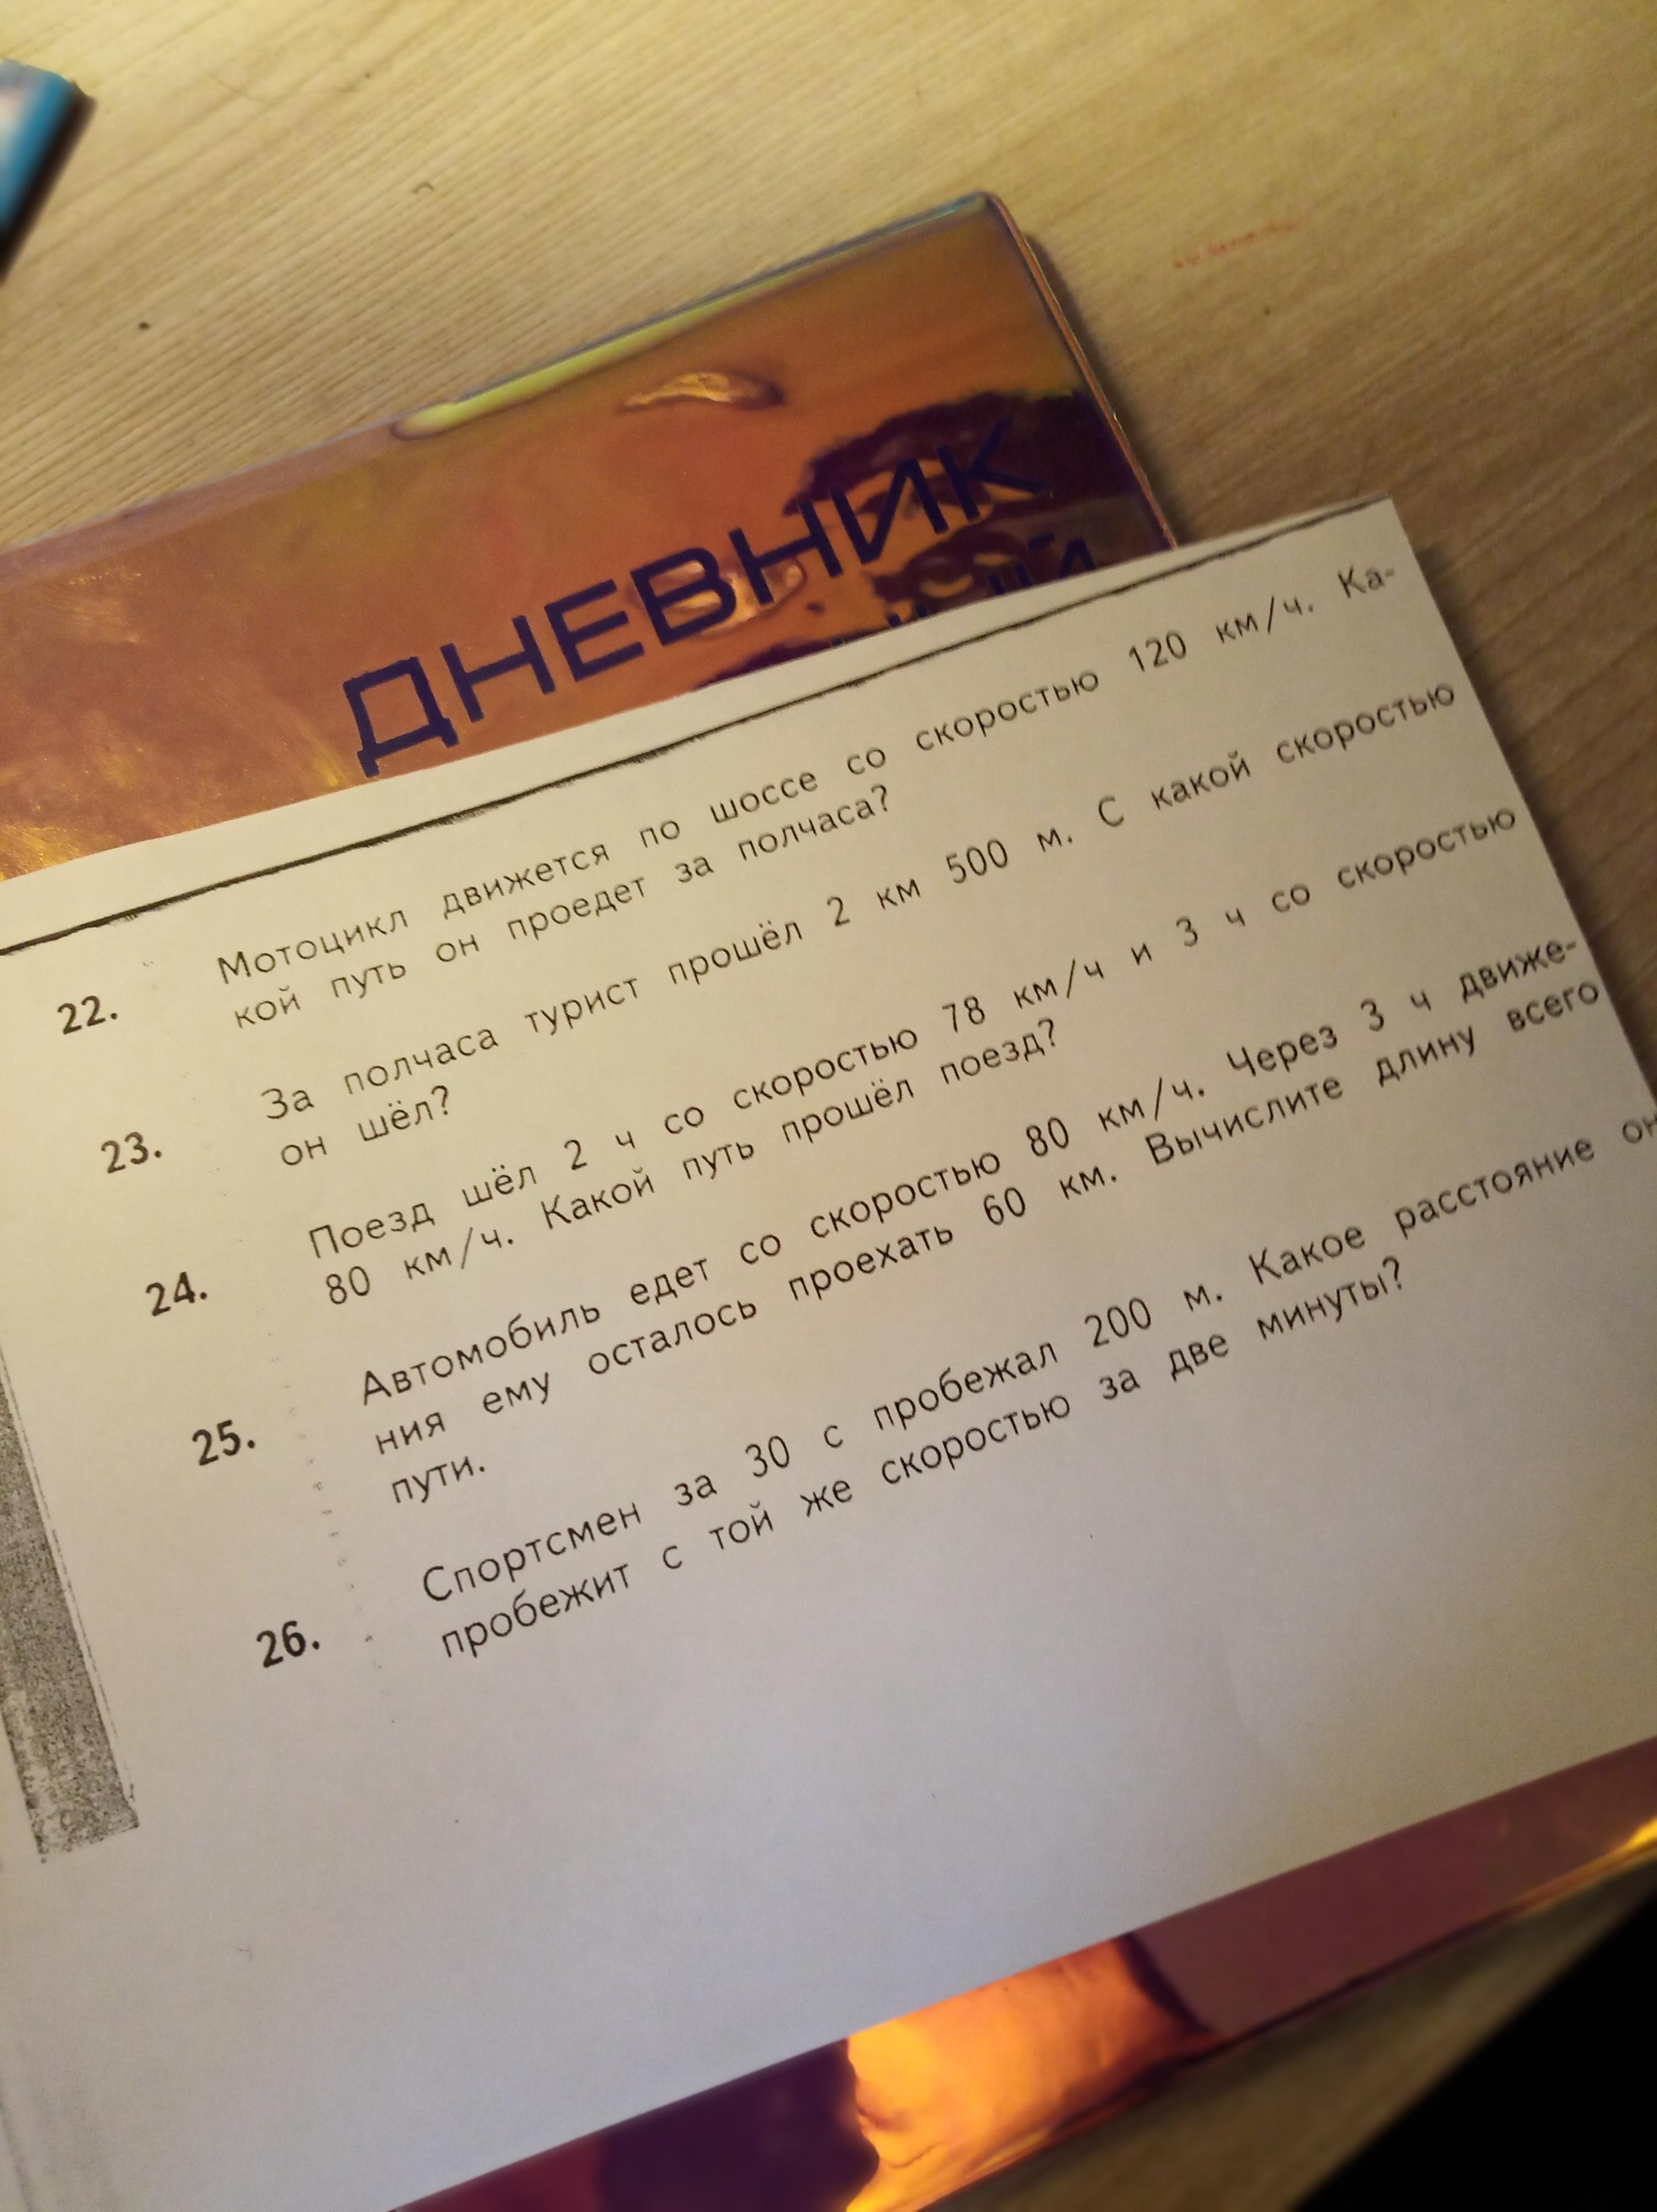 ДНЕВНИК
22. Мотоцикл движется по шоссе со скоростью 120 км/ч. Ка-
кой путь он проедет за полчаса?
23. За полчаса турист прошёл 2 км 500 м. С какой скоростью
он шёл?
24. Поезд шёл 2 ч со скоростью 78 км/ч и 3 ч со скоростью
80 км/ч. Какой путь прошёл поезд?
25. Автомобиль едет со скоростью 80 км/ч. Через 3 ч движе-
ния ему осталось проехать 60 км. Вычислите длину всего
пути.
26. Спортсмен за 30 с пробежал 200 м. Какое расстояние он
пробежит с той же скоростью за две минуты?